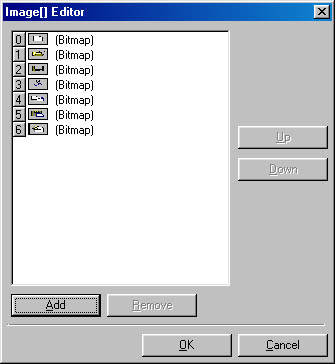 Image[] Editor
0 (Bitmap)
1 (Bitmap)
2 (Bitmap)
3 (Bitmap)
4 (Bitmap)
5 (Bitmap)
6 (Bitmap)
Up
Down
Add Remove
OK Cancel